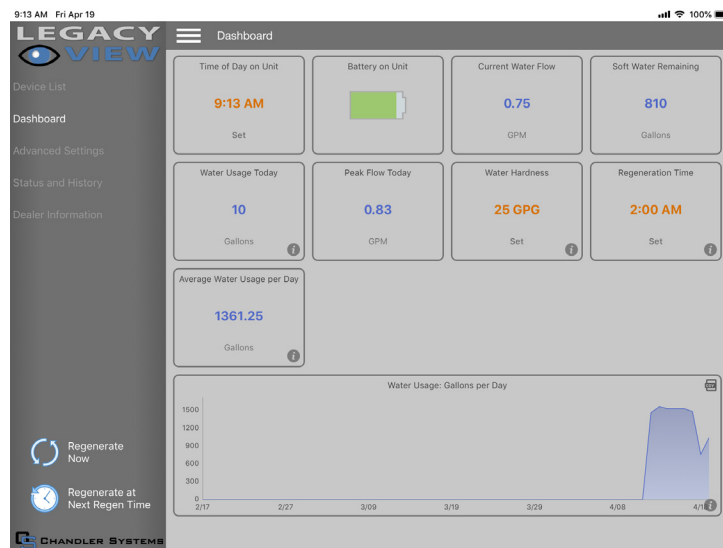 9:13 AM Fri Apr 19
100%
LEGACY
VIEW
Device List
Dashboard
Advanced Settings
Status and History
Dealer Information
Regenerate
Now
Regenerate at
Next Regen Time
CHANDLER SYSTEMS
Dashboard
Time of Day on Unit
9:13 AM
Set
Battery on Unit
Current Water Flow
0.75
GPM
Soft Water Remaining
810
Gallons
Water Usage Today
10
Gallons
Peak Flow Today
0.83
GPM
Water Hardness
25 GPG
Set
Regeneration Time
2:00 AM
Set
Average Water Usage per Day
1361.25
Gallons
Water Usage: Gallons per Day
1500
1200
900
600
300
0
2/17 2/27 3/09 3/19 3/29 4/08